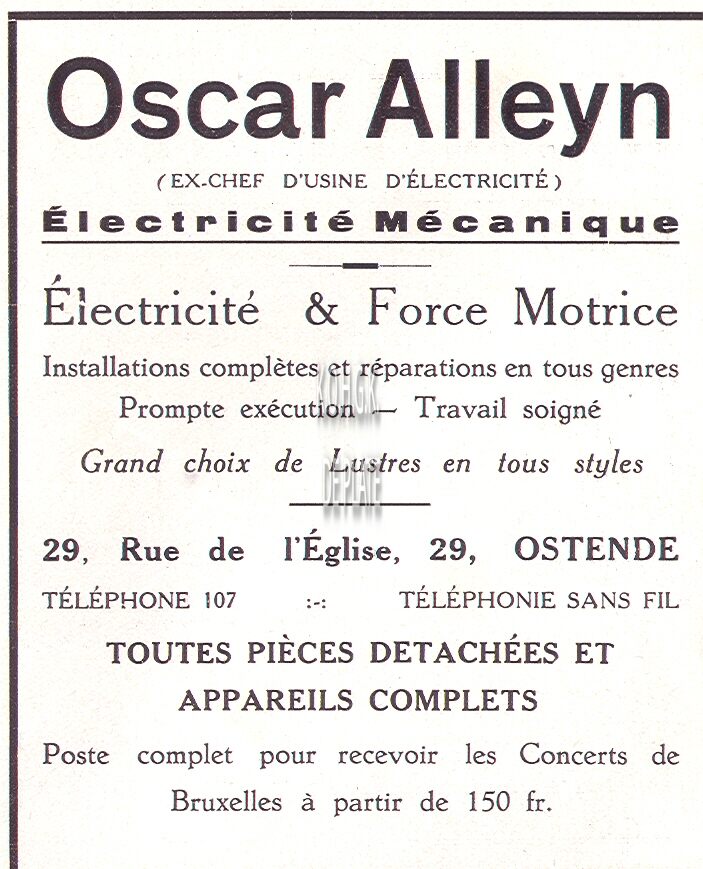 Oscar Alleyn
(EX-CHEF D'USINE D'ÉLECTRICITÉ)
Électricité Mécanique
Électricité & Force Motrice
Installations complètes et réparations en tous genres
Prompte exécution — Travail soigné
Grand choix de Lustres en tous styles
29, Rue de l'Église, 29, OSTENDE
TÉLÉPHONE 107 :-: TÉLÉPHONIE SANS FIL
TOUTES PIÈCES DETACHÉES ET
APPAREILS COMPLETS
Poste complet pour recevoir les Concerts de
Bruxelles à partir de 150 fr.